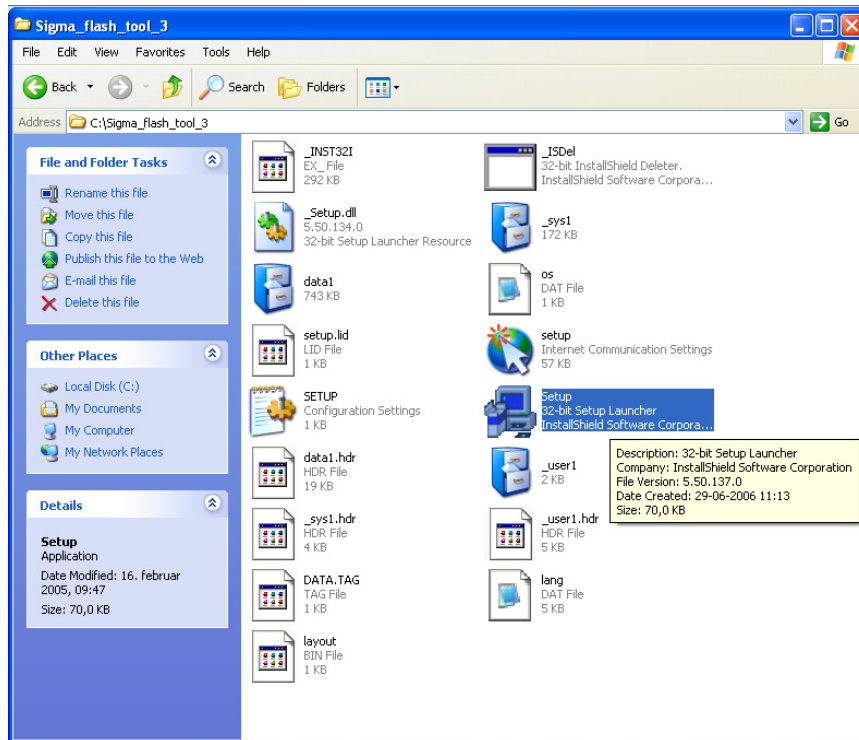 Sigma_flash_tool_3
File Edit View Favorites Tools Help
Back Search Folders
Address C:\Sigma_flash_tool_3 Go
File and Folder Tasks
Rename this file
Move this file
Copy this file
Publish this file to the Web
E-mail this file
Delete this file
Other Places
Local Disk (C:)
My Documents
My Computer
My Network Places
Details
Setup
Application
Date Modified: 16. februar
2005, 09:47
Size: 70,0 KB
_INST32I
EX_ File
292 KB
_ISDel
32-bit InstallShield Deleter.
InstallShield Software Corpora...
_Setup.dll
5.50.134.0
32-bit Setup Launcher Resource
_sys1
172 KB
data1
743 KB
os
DAT File
1 KB
setup.lid
LID File
1 KB
setup
Internet Communication Settings
57 KB
SETUP
Configuration Settings
1 KB
Setup
32-bit Setup Launcher
InstallShield Software Corpora...
data1.hdr
HDR File
19 KB
_user1
2 KB
Description: 32-bit Setup Launcher
Company: InstallShield Software Corporation
File Version: 5.50.137.0
Date Created: 29-06-2006 11:13
Size: 70,0 KB
_sys1.hdr
HDR File
4 KB
_user1.hdr
HDR File
5 KB
DATA.TAG
TAG File
1 KB
lang
DAT File
5 KB
layout
BIN File
1 KB